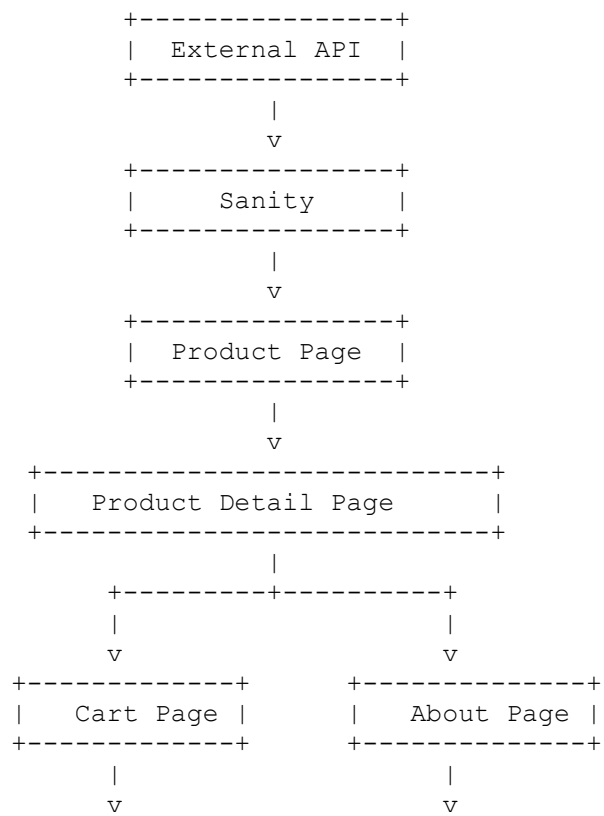 External API
Sanity
Product Page
Product Detail Page
Cart Page
About Page